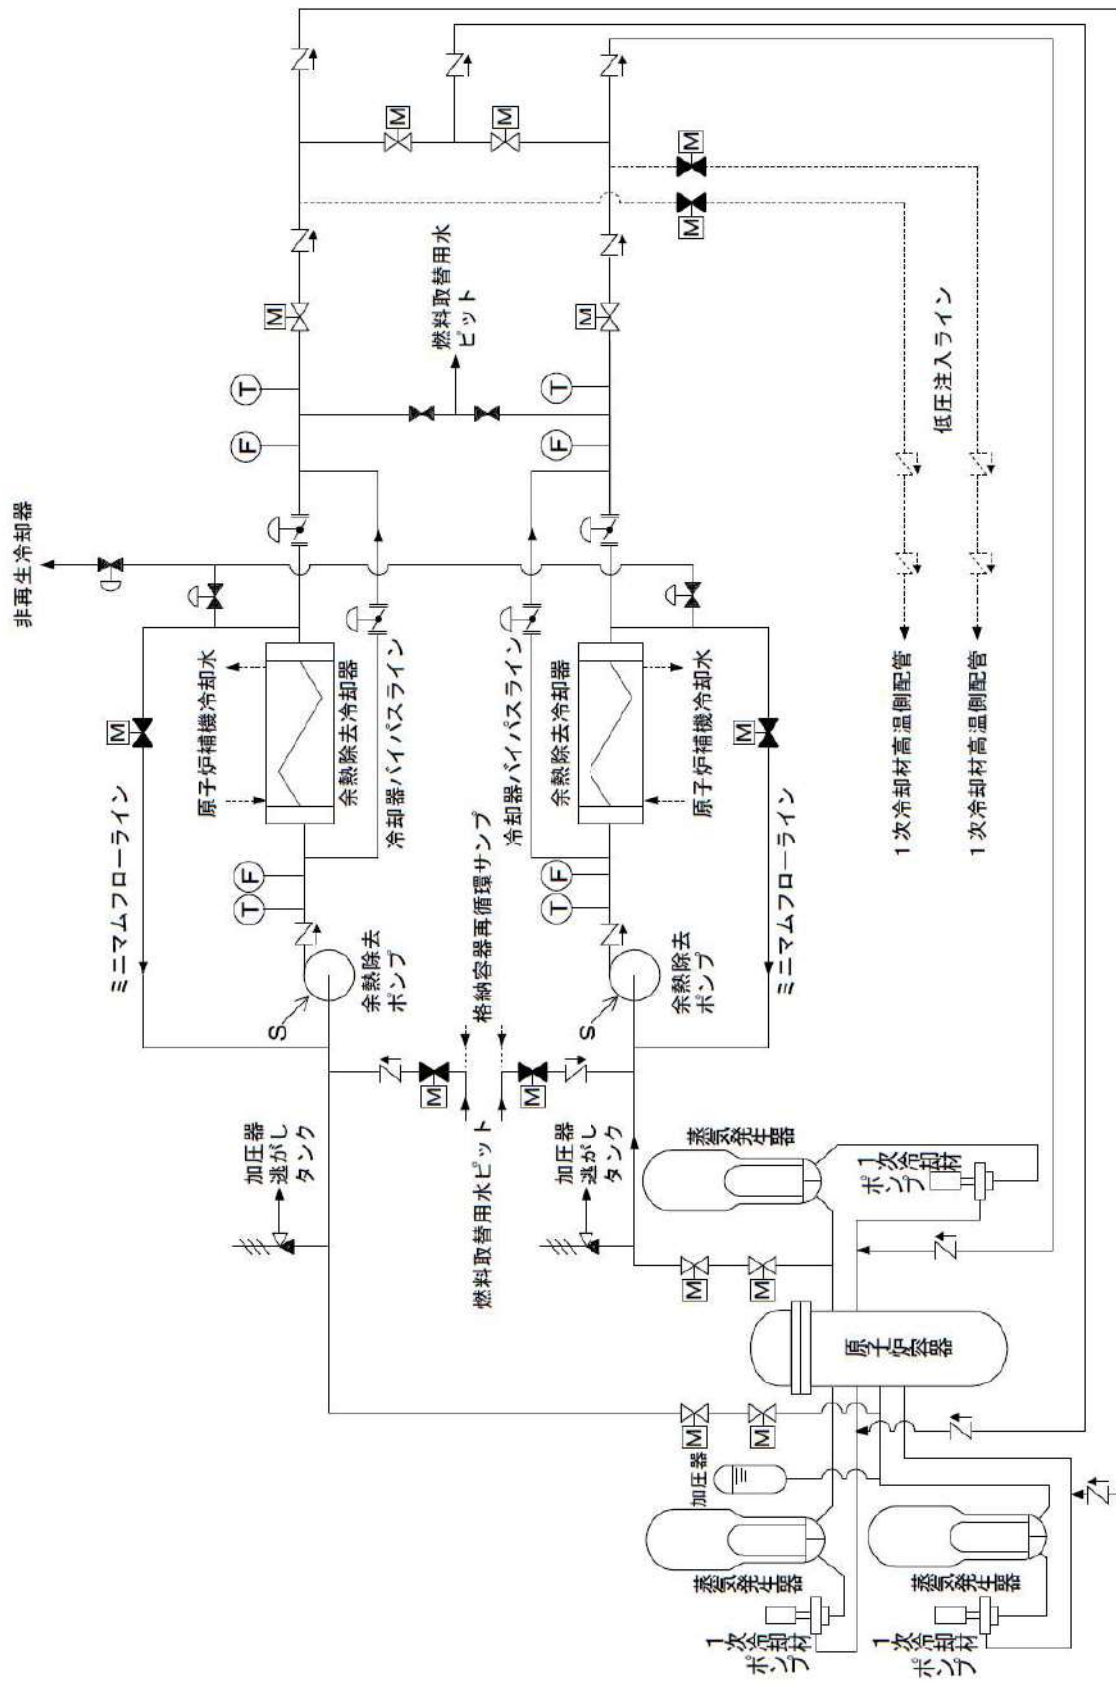 非再生冷却器
ミニマムフローライン
M
原子炉補機冷却水
余熱除去冷却器
冷却器バイパスライン
T
F
S
余熱除去
ポンプ
F
T
M
M
燃料取替用水
ピット
加圧器
逃がし
タンク
M
燃料取替用水ピット
格納容器再循環サンプ
M
M
M
冷却器バイパスライン
余熱除去冷却器
原子炉補機冷却水
T
F
S
余熱除去
ポンプ
F
T
M
加圧器
逃がし
タンク
ミニマムフローライン
M
M
M
低圧注入ライン
1次冷却材高温側配管
1次冷却材高温側配管
蒸気発生器
1次冷却材
ポンプ
M
M
M
M
原子炉容器
加圧器
蒸気発生器
1次冷却材
ポンプ
蒸気発生器
1次冷却材
ポンプ